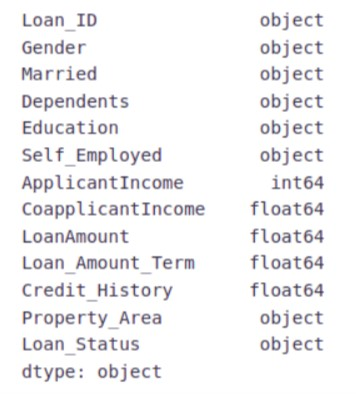 Loan_ID object
Gender object
Married object
Dependents object
Education object
Self_Employed object
ApplicantIncome int64
CoapplicantIncome float64
LoanAmount float64
Loan_Amount_Term float64
Credit_History float64
Property_Area object
Loan_Status object
dtype: object